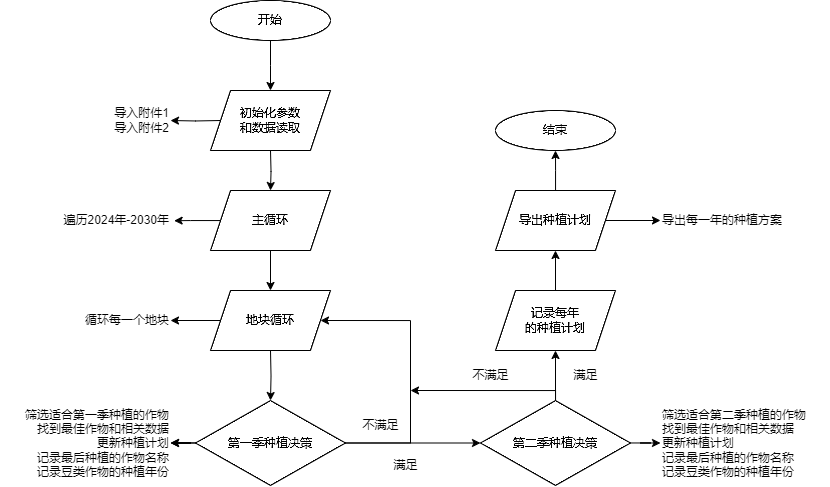 开始
导入附件1
导入附件2
初始化参数
和数据读取
结束
遍历2024年-2030年
主循环
导出种植计划
导出每一年的种植方案
循环每一个地块
地块循环
记录每年
的种植计划
不满足
满足
筛选适合第一季种植的作物
找到最佳作物和相关数据
更新种植计划
记录最后种植的作物名称
记录豆类作物的种植年份
第一季种植决策
不满足
满足
第二季种植决策
筛选适合第二季种植的作物
找到最佳作物和相关数据
更新种植计划
记录最后种植的作物名称
记录豆类作物的种植年份